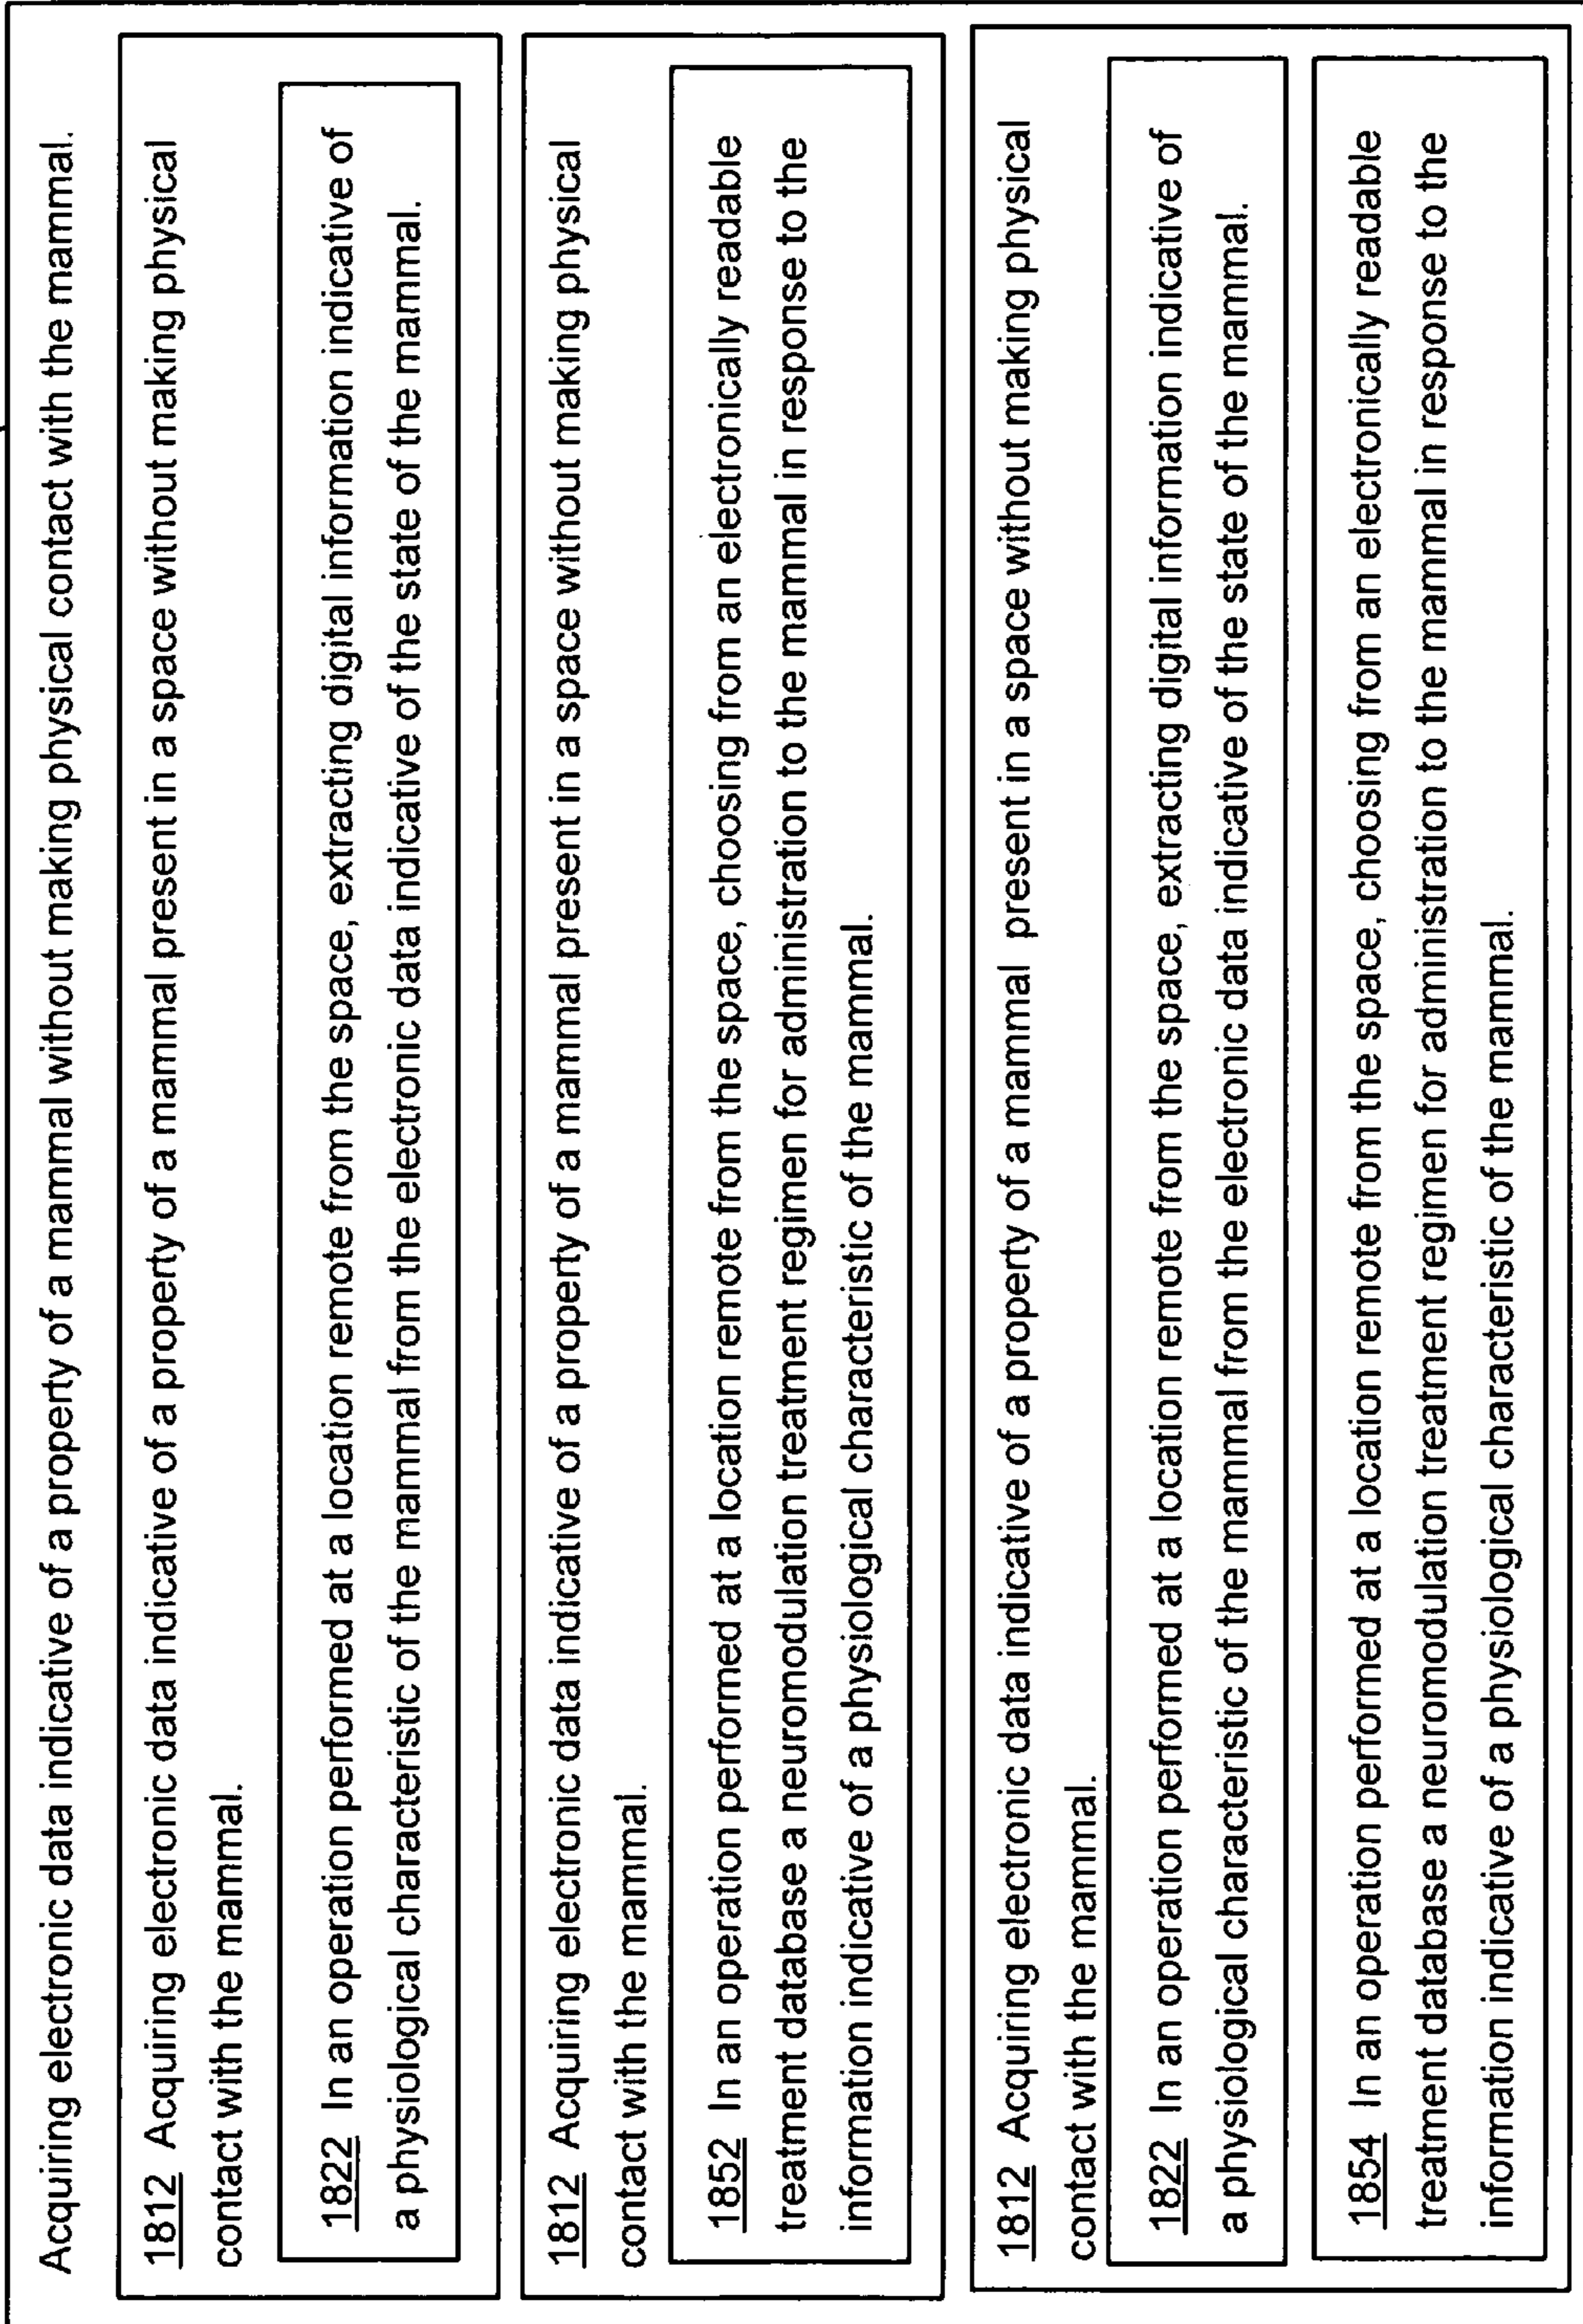 Acquiring electronic data indicative of a property of a mammal without making physical contact with the mammal.
1812 Acquiring electronic data indicative of a property of a mammal present in a space without making physical
contact with the mammal.
1822 In an operation performed at a location remote from the space, extracting digital information indicative of
a physiological characteristic of the mammal from the electronic data indicative of the state of the mammal.
1812 Acquiring electronic data indicative of a property of a mammal present in a space without making physical
contact with the mammal.
1852 In an operation performed at a location remote from the space, choosing from an electronically readable
treatment database a neuromodulation treatment regimen for administration to the mammal in response to the
information indicative of a physiological characteristic of the mammal.
1812 Acquiring electronic data indicative of a property of a mammal present in a space without making physical
contact with the mammal.
1822 In an operation performed at a location remote from the space, extracting digital information indicative of
a physiological characteristic of the mammal from the electronic data indicative of the state of the mammal.
1854 In an operation performed at a location remote from the space, choosing from an electronically readable
treatment database a neuromodulation treatment regimen for administration to the mammal in response to the
information indicative of a physiological characteristic of the mammal.